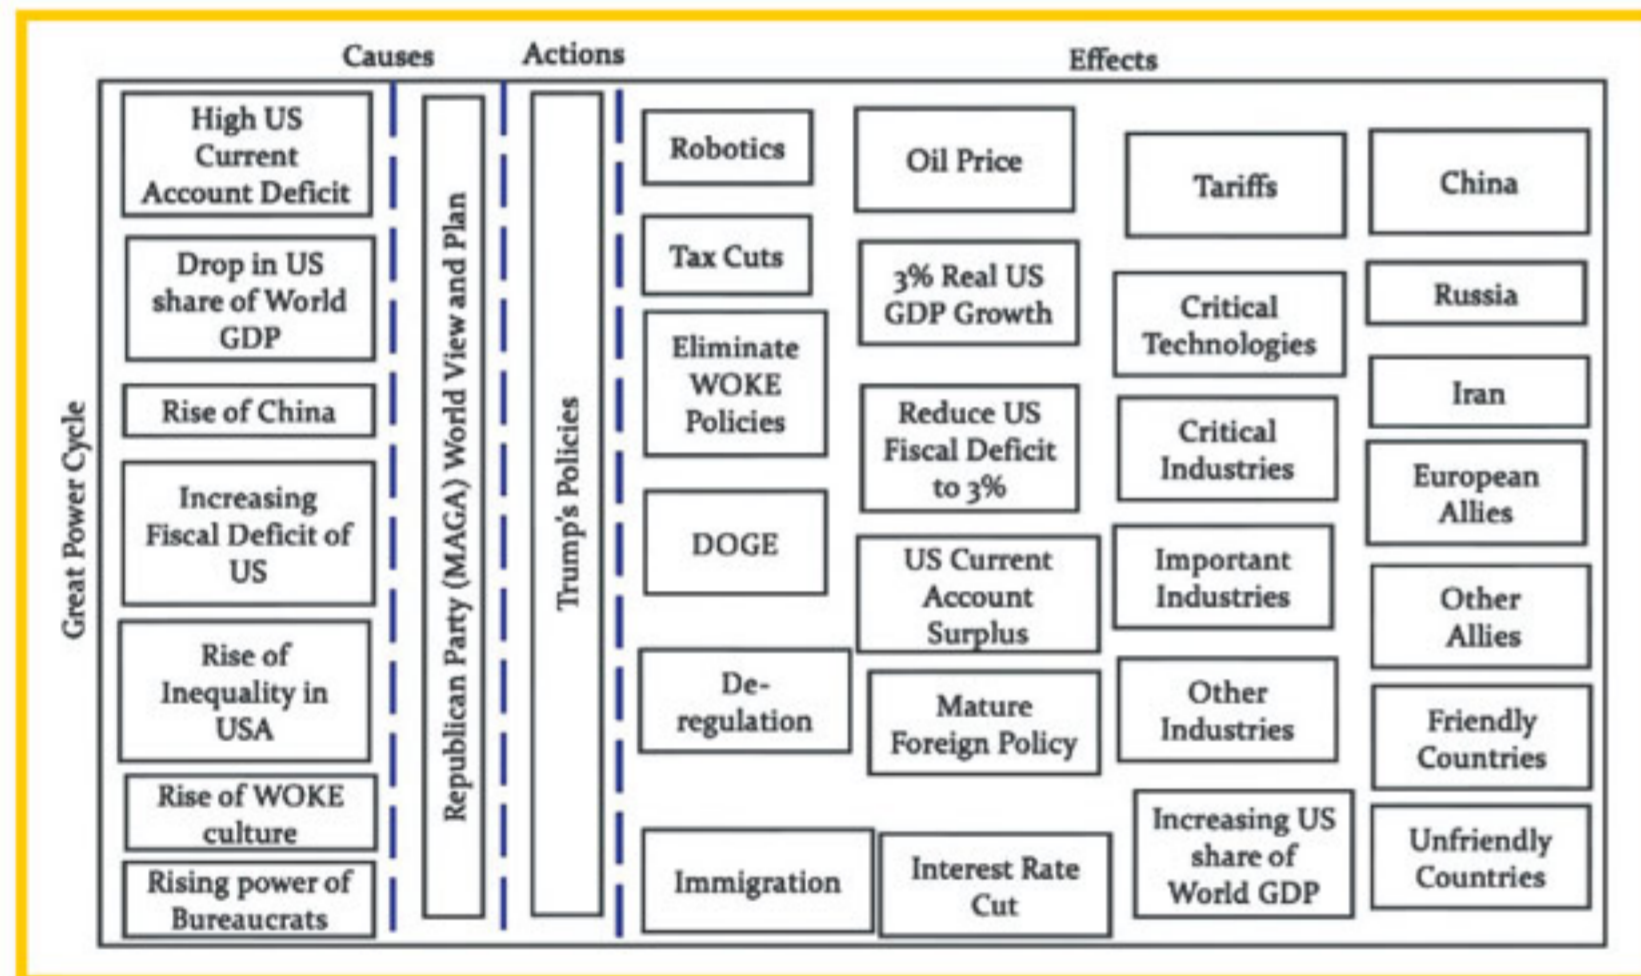 Causes
Actions
Effects
Great Power Cycle
High US
Current
Account Deficit
Drop in US
share of World
GDP
Rise of China
Increasing
Fiscal Deficit of
US
Rise of
Inequality in
USA
Rise of WOKE
culture
Rising power of
Bureaucrats
Republican Party (MAGA) World View and Plan
Trump's Policies
Robotics
Tax Cuts
Eliminate
WOKE
Policies
DOGE
De-
regulation
Immigration
Oil Price
3% Real US
GDP Growth
Reduce US
Fiscal Deficit
to 3%
US Current
Account
Surplus
Mature
Foreign Policy
Interest Rate
Cut
Tariffs
Critical
Technologies
Critical
Industries
Important
Industries
Other
Industries
Increasing US
share of
World GDP
China
Russia
Iran
European
Allies
Other
Allies
Friendly
Countries
Unfriendly
Countries